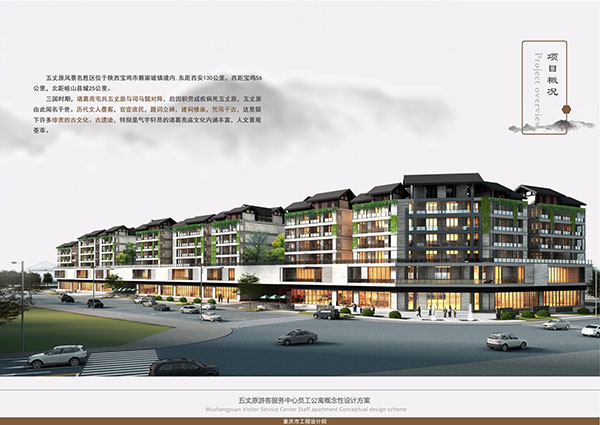 五丈原风景名胜区位于陕西宝鸡市蔡家坡镇境内, 东距西安130公里, 西距宝鸡56
公里, 北距岐山县城25公里。
三国时期, 诸葛亮屯兵五丈原与司马懿对阵, 后因积劳成疾病死五丈原, 五丈原
由此闻名于世。历代文人墨客, 官宦庶民, 题词立碑, 建祠修庙, 凭吊千古, 这里留
下许多珍贵的古文化、古遗迹, 特别是气宇轩昂的诸葛亮庙文化内涵丰富, 人文景观
荟萃。
项目概况
Project overview
五丈原游客服务中心员工公寓概念性设计方案
Wuzhangyuan Visitor Service Center Staff apartment Conceptual design scheme
重庆市工程设计院